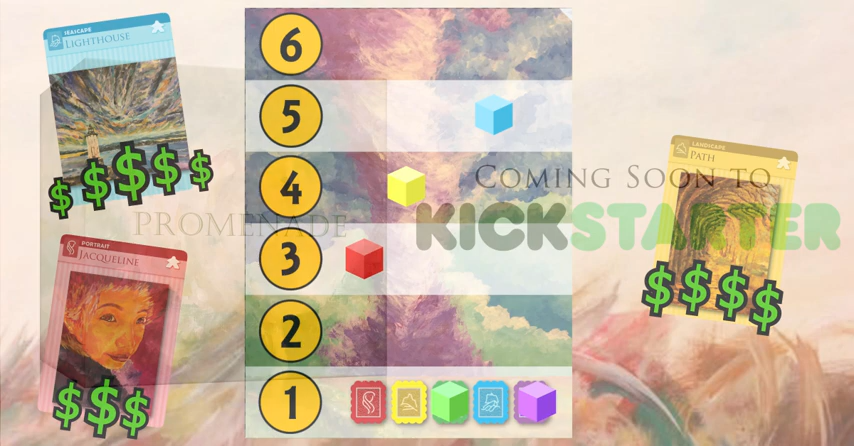 SEASCAPE
LIGHTHOUSE
$ $ $ $ $
PORTRAIT
JACQUELINE
$ $ $
PROMENADE
6
5
4
3
2
1
COMING SOON TO
KICKSTARTER
LANDSCAPE
PATH
$ $ $ $